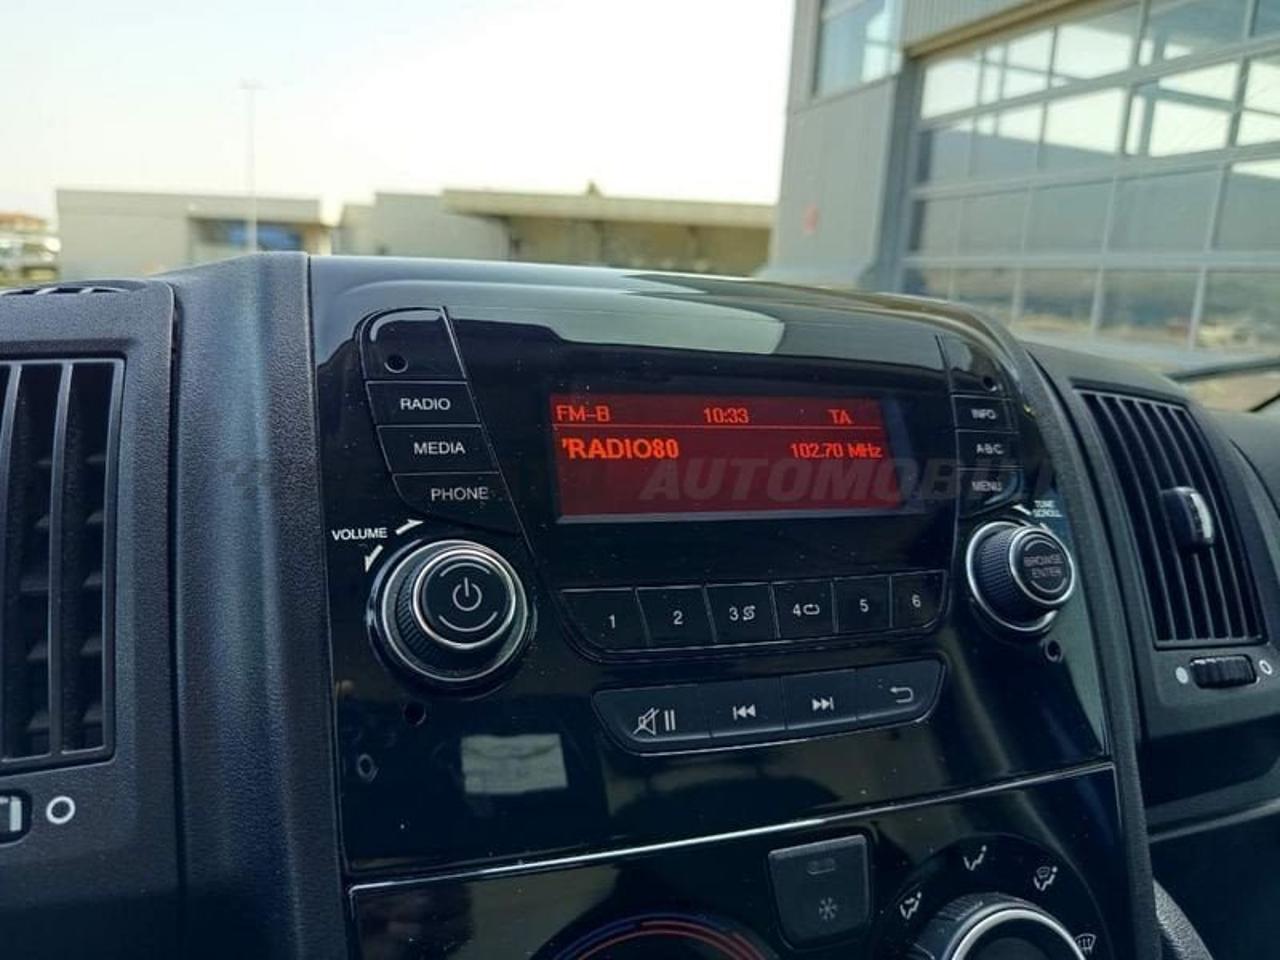 RADIO
MEDIA
PHONE
VOLUME
FM-B 10:33 TA
'RADIO80 102.70 MHz
AUTOMOBILI
INFO
A-B-C
MENU
TUNE
SCROLL
BROWSE
ENTER
1 2 3 4 5 6